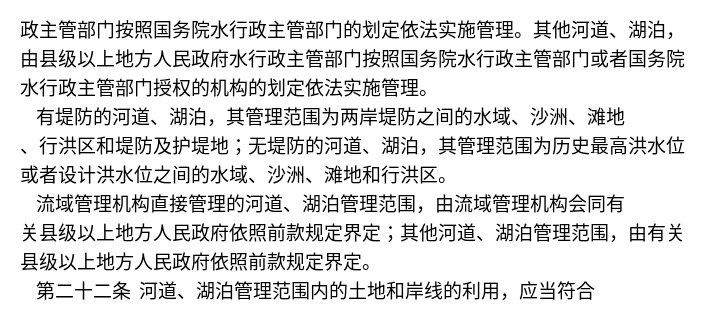 政主管部门按照国务院水行政主管部门的划定依法实施管理。其他河道、湖泊，
由县级以上地方人民政府水行政主管部门按照国务院水行政主管部门或者国务院
水行政主管部门授权的机构的划定依法实施管理。
有堤防的河道、湖泊，其管理范围为两岸堤防之间的水域、沙洲、滩地
、行洪区和堤防及护堤地；无堤防的河道、湖泊，其管理范围为历史最高洪水位
或者设计洪水位之间的水域、沙洲、滩地和行洪区。
流域管理机构直接管理的河道、湖泊管理范围，由流域管理机构会同有
关县级以上地方人民政府依照前款规定界定；其他河道、湖泊管理范围，由有关
县级以上地方人民政府依照前款规定界定。
第二十二条 河道、湖泊管理范围内的土地和岸线的利用，应当符合